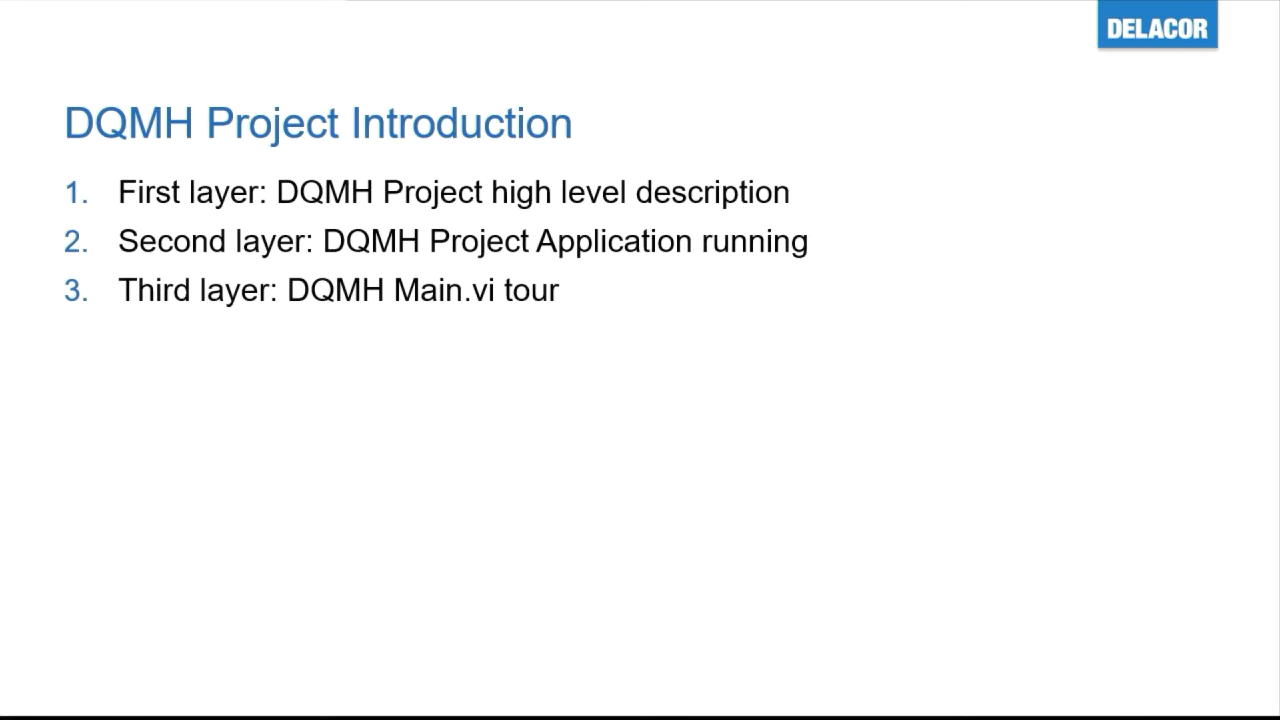 DELACOR
DQMH Project Introduction
1. First layer: DQMH Project high level description
2. Second layer: DQMH Project Application running
3. Third layer: DQMH Main.vi tour